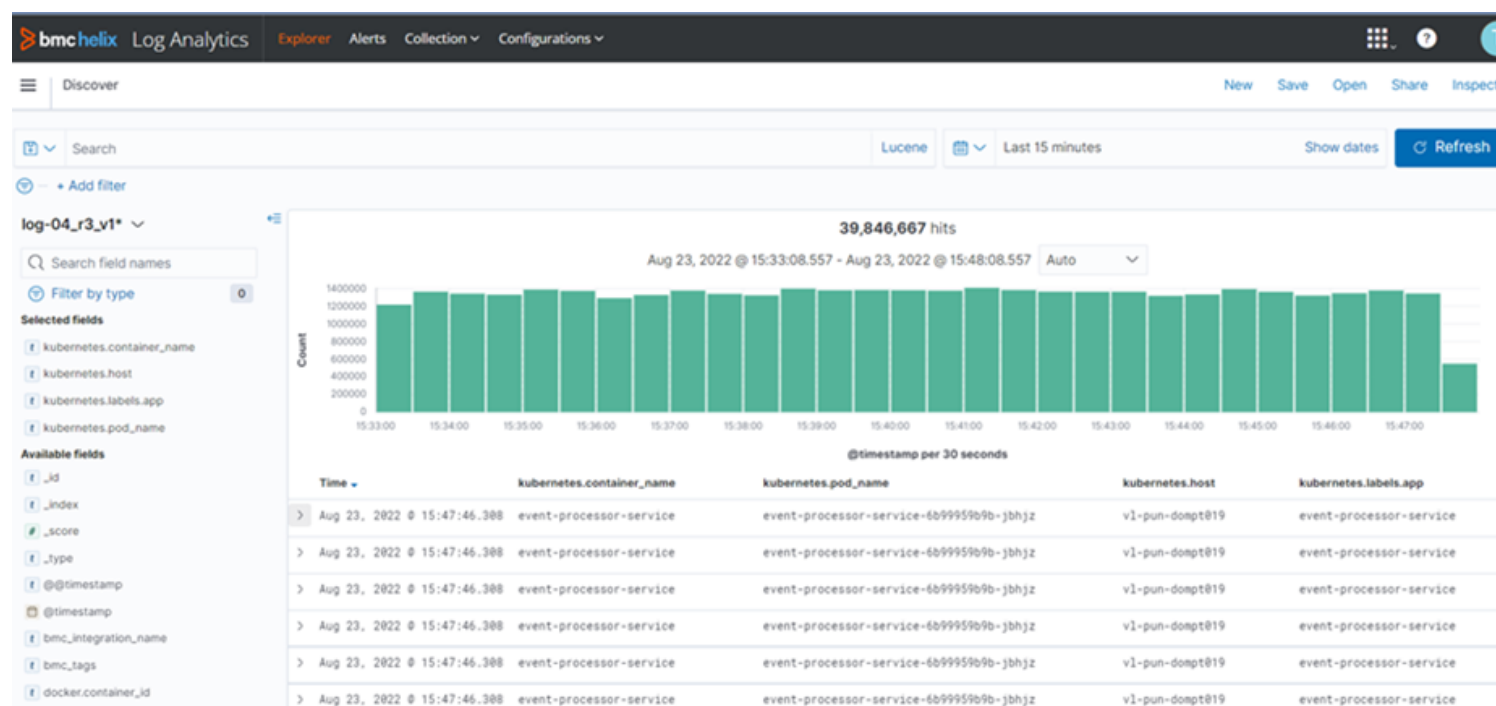 bmc helix Log Analytics Explorer Alerts Collection Configurations ?
Discover New Save Open Share Inspect
Search Lucene Last 15 minutes Show dates Refresh
+ Add filter
log-04_r3_v1*
Search field names
Filter by type 0
Selected fields
t kubernetes.container_name
t kubernetes.host
t kubernetes.labels.app
t kubernetes.pod_name
Available fields
t _id
t _index
# _score
t _type
t @@timestamp
@timestamp
t bmc_integration_name
t bmc_tags
t docker.container_id
39,846,667 hits
Aug 23, 2022 @ 15:33:08.557 - Aug 23, 2022 @ 15:48:08.557 Auto
Count
1400000
1200000
1000000
800000
600000
400000
200000
0
15:33:00 15:34:00 15:35:00 15:36:00 15:37:00 15:38:00 15:39:00 15:40:00 15:41:00 15:42:00 15:43:00 15:44:00 15:45:00 15:46:00 15:47:00
@timestamp per 30 seconds
Time kubernetes.container_name kubernetes.pod_name kubernetes.host kubernetes.labels.app
> Aug 23, 2022 @ 15:47:46.308 event-processor-service event-processor-service-6b99959b9b-jbhjz vl-pun-dompt019 event-processor-service
> Aug 23, 2022 @ 15:47:46.308 event-processor-service event-processor-service-6b99959b9b-jbhjz vl-pun-dompt019 event-processor-service
> Aug 23, 2022 @ 15:47:46.308 event-processor-service event-processor-service-6b99959b9b-jbhjz vl-pun-dompt019 event-processor-service
> Aug 23, 2022 @ 15:47:46.308 event-processor-service event-processor-service-6b99959b9b-jbhjz vl-pun-dompt019 event-processor-service
> Aug 23, 2022 @ 15:47:46.308 event-processor-service event-processor-service-6b99959b9b-jbhjz vl-pun-dompt019 event-processor-service
> Aug 23, 2022 @ 15:47:46.308 event-processor-service event-processor-service-6b99959b9b-jbhjz vl-pun-dompt019 event-processor-service